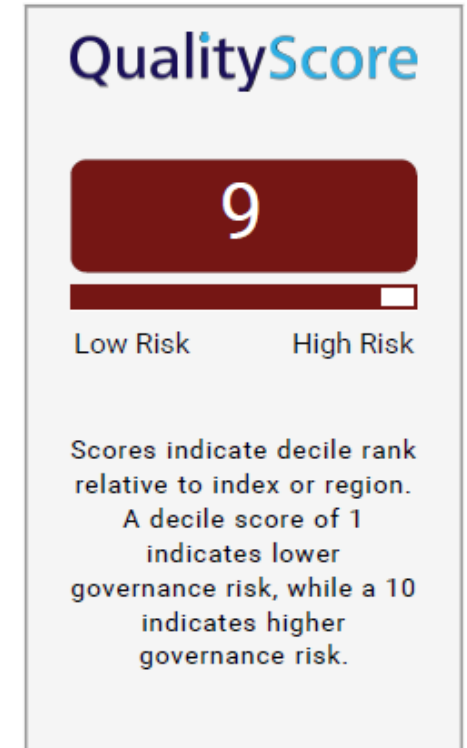 QualityScore
9
Low Risk High Risk
Scores indicate decile rank
relative to index or region.
A decile score of 1
indicates lower
governance risk, while a 10
indicates higher
governance risk.